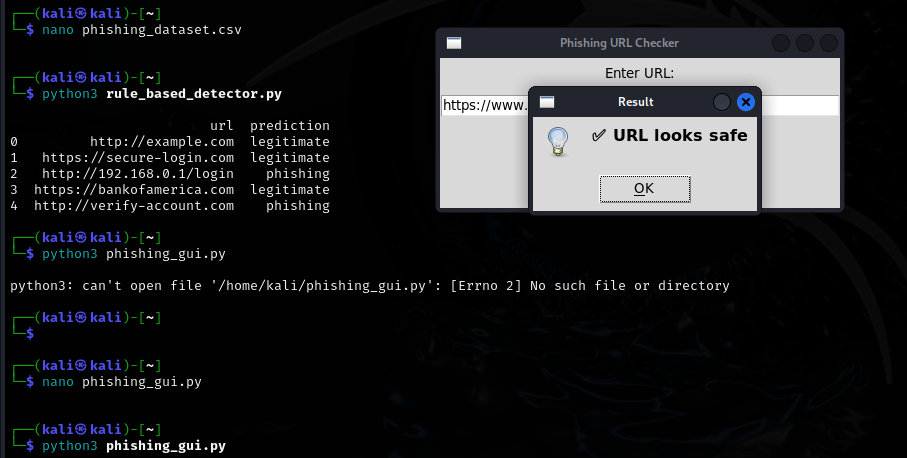 ┌──(kali㉿kali)-[~]
└─$ nano phishing_dataset.csv
┌──(kali㉿kali)-[~]
└─$ python3 rule_based_detector.py
url prediction
0 http://example.com legitimate
1 https://secure-login.com legitimate
2 http://192.168.0.1/login phishing
3 https://bankofamerica.com legitimate
4 http://verify-account.com phishing
┌──(kali㉿kali)-[~]
└─$ python3 phishing_gui.py
python3: can't open file '/home/kali/phishing_gui.py': [Errno 2] No such file or directory
┌──(kali㉿kali)-[~]
└─$
┌──(kali㉿kali)-[~]
└─$ nano phishing_gui.py
┌──(kali㉿kali)-[~]
└─$ python3 phishing_gui.py
Phishing URL Checker
Enter URL:
https://www.
Result
✅ URL looks safe
OK